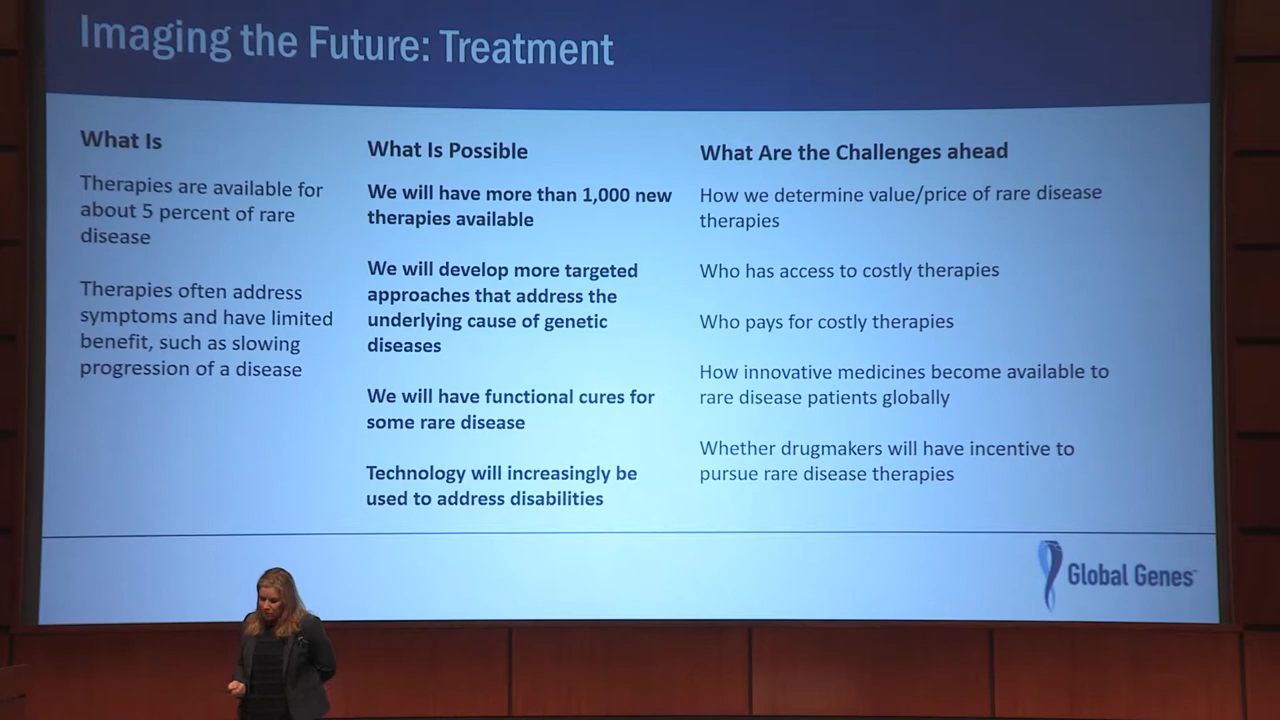 Imaging the Future: Treatment
What Is
Therapies are available for
about 5 percent of rare
disease
Therapies often address
symptoms and have limited
benefit, such as slowing
progression of a disease
What Is Possible
We will have more than 1,000 new
therapies available
We will develop more targeted
approaches that address the
underlying cause of genetic
diseases
We will have functional cures for
some rare disease
Technology will increasingly be
used to address disabilities
What Are the Challenges ahead
How we determine value/price of rare disease
therapies
Who has access to costly therapies
Who pays for costly therapies
How innovative medicines become available to
rare disease patients globally
Whether drugmakers will have incentive to
pursue rare disease therapies
Global Genes™